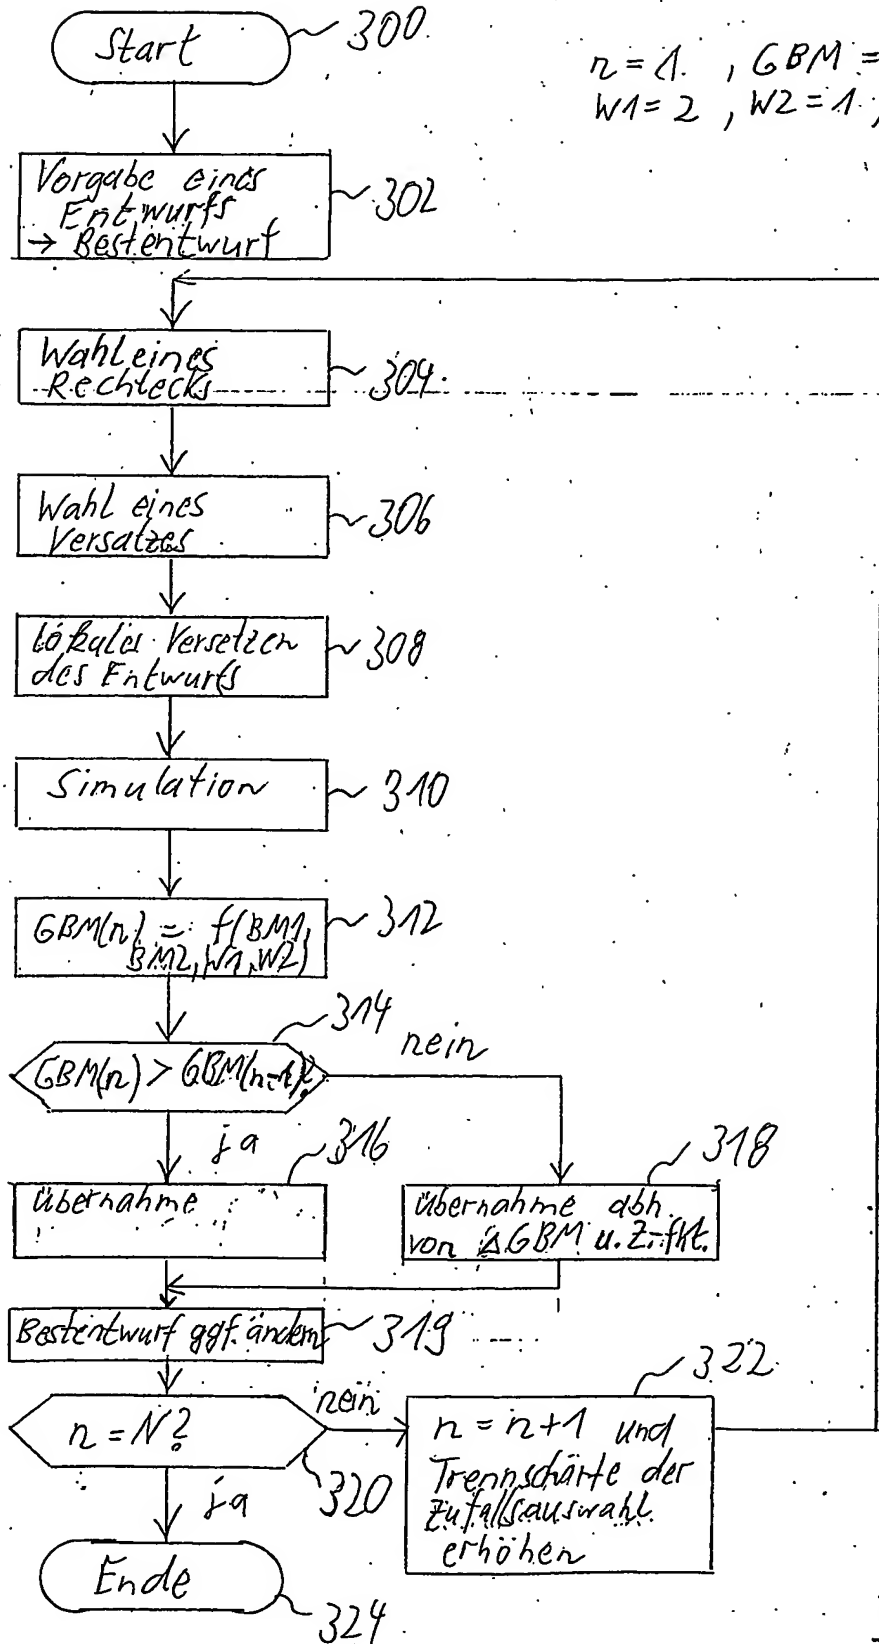 Start
300
n = 1. , GBM =
W1 = 2 , W2 = 1 ,
Vorgabe eines
Entwurfs
→ Bestentwurf
302
Wahl eines
Rechtecks
304
Wahl eines
Versatzes
306
Lokales Versetzen
des Entwurfs
308
Simulation
310
GBM(n) = f(BM1,
BM2, W1, W2)
312
314
GBM(n) > GBM(n-1)?
nein
ja
316
318
Übernahme
Übernahme abh.
von ΔGBM u. Z-fkt.
Bestentwurf ggf. ändern
319
322
n = N?
nein
320
ja
n = n+1 und
Trennschärfe der
Zufallsauswahl
erhöhen
Ende
324